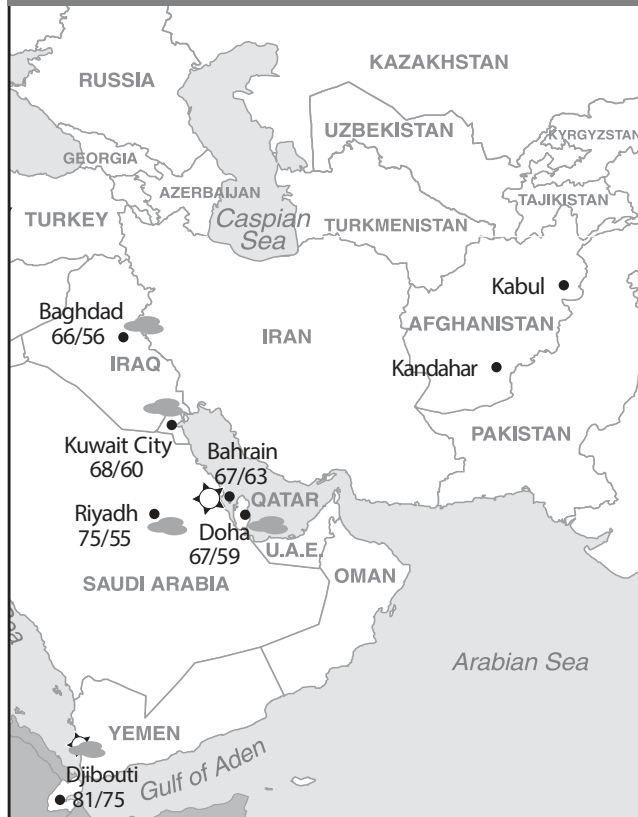 RUSSIA
KAZAKHSTAN
UZBEKISTAN
KYRGYZSTAN
GEORGIA
AZERBAIJAN
TAJIKISTAN
TURKEY
Caspian
Sea
TURKMENISTAN
Kabul
Baghdad
66/56
IRAN
AFGHANISTAN
IRAQ
Kandahar
Kuwait City
68/60
Bahrain
67/63
PAKISTAN
QATAR
Riyadh
75/55
Doha
67/59
U.A.E.
SAUDI ARABIA
OMAN
Arabian Sea
YEMEN
Gulf of Aden
Djibouti
81/75